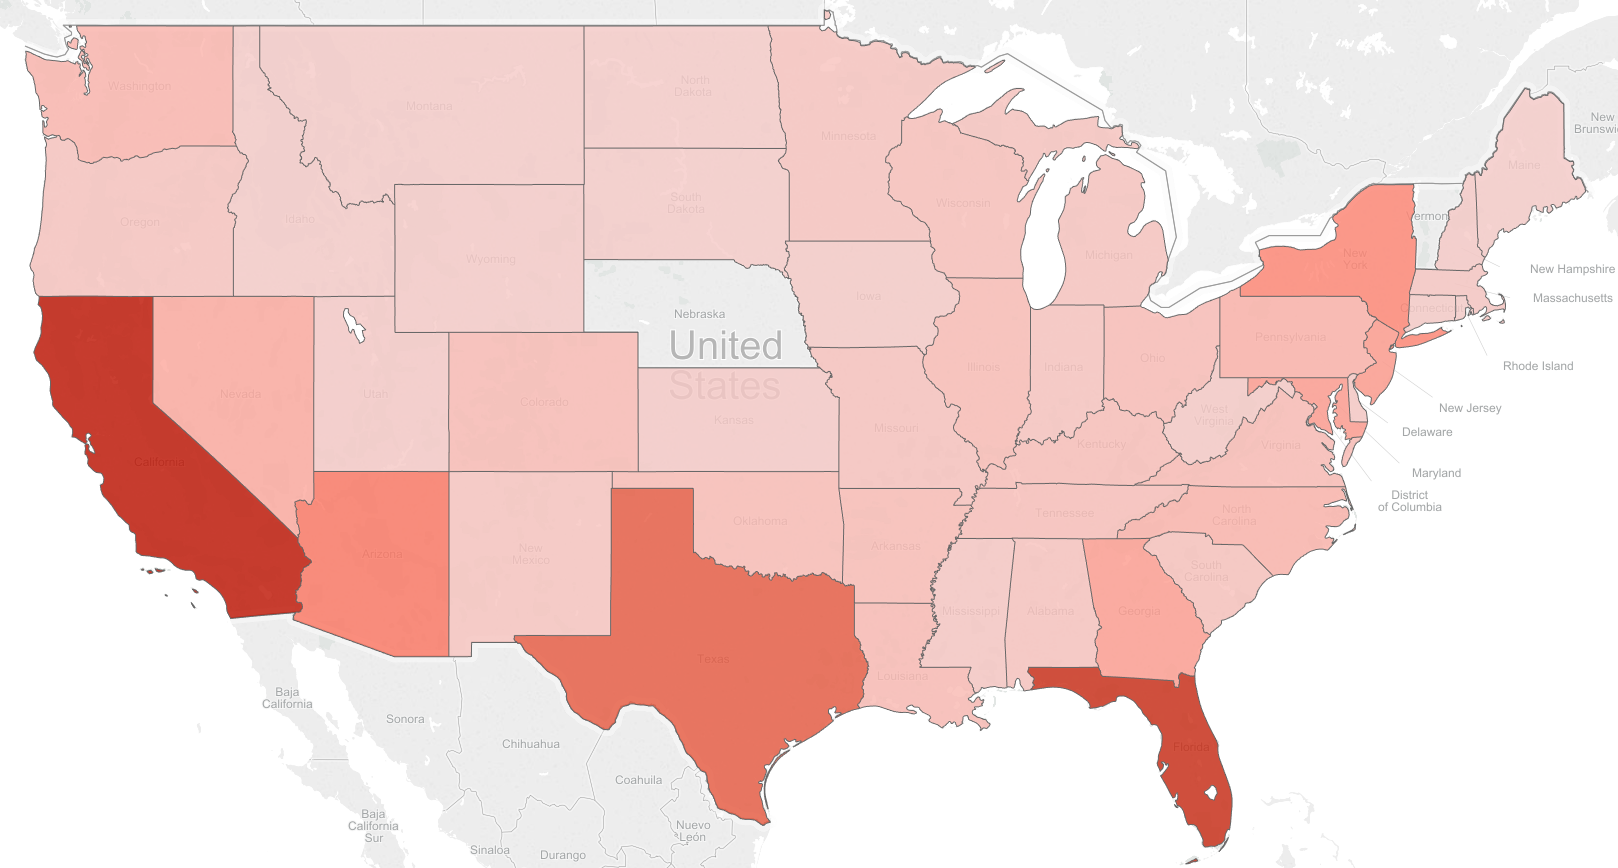 Washington
Montana
North
Dakota
Minnesota
New
Brunswi
Maine
Oregon
Idaho
South
Dakota
Wisconsin
Vermont
Wyoming
Michigan
New
York
New Hampshire
Iowa
Massachusetts
Nebraska
Connecticut
United
States
Pennsylvania
Nevada
Utah
Colorado
Illinois
Indiana
Ohio
Rhode Island
Kansas
Missouri
West
Virginia
New Jersey
California
Kentucky
Virginia
Delaware
Maryland
District
of Columbia
Arizona
New
Mexico
Oklahoma
Arkansas
Tennessee
North
Carolina
South
Carolina
Mississippi
Alabama
Georgia
Texas
Louisiana
Baja
California
Sonora
Chihuahua
Florida
Coahuila
Baja
California
Sur
Nuevo
León
Sinaloa
Durango